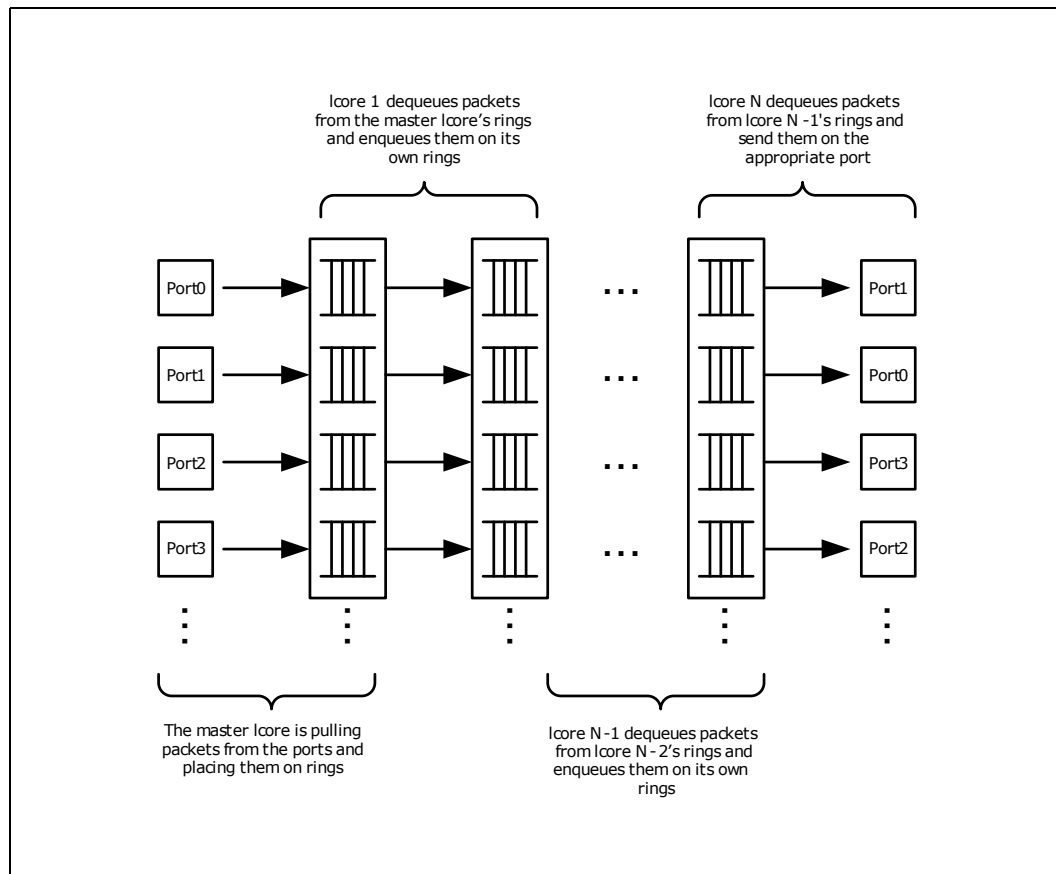 lcore 1 dequeues packets
from the master lcore's rings
and enqueues them on its
own rings
lcore N dequeues packets
from lcore N -1's rings and
send them on the
appropriate port
Port0
Port1
Port1
Port0
Port2
Port3
Port3
Port2
The master lcore is pulling
packets from the ports and
placing them on rings
lcore N-1 dequeues packets
from lcore N - 2's rings and
enqueues them on its own
rings